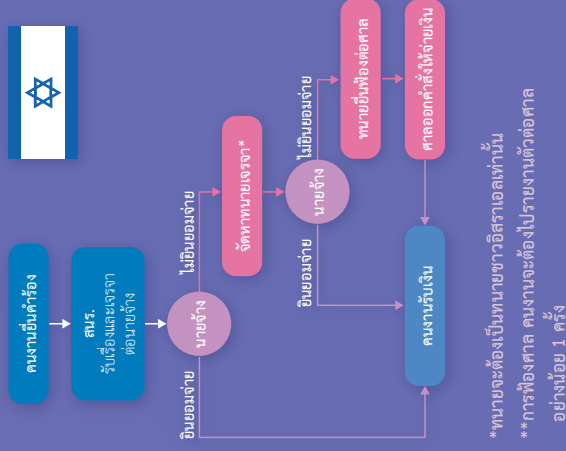 คนงานยื่นคำร้อง
สนร.
รับเรื่องและเจรจา
ต่อนายจ้าง
นายจ้าง
ยินยอมจ่าย
ไม่ยินยอมจ่าย
จัดหาทนายเจรจา*
นายจ้าง
ยินยอมจ่าย
ไม่ยินยอมจ่าย
ทนายยื่นฟ้องต่อศาล
ศาลออกคำสั่งให้จ่ายเงิน
คนงานรับเงิน
*ทนายจะต้องเป็นทนายชาวอิสราเอลเท่านั้น
**การฟ้องศาล คนงานจะต้องไปรายงานตัวต่อศาล
อย่างน้อย 1 ครั้ง